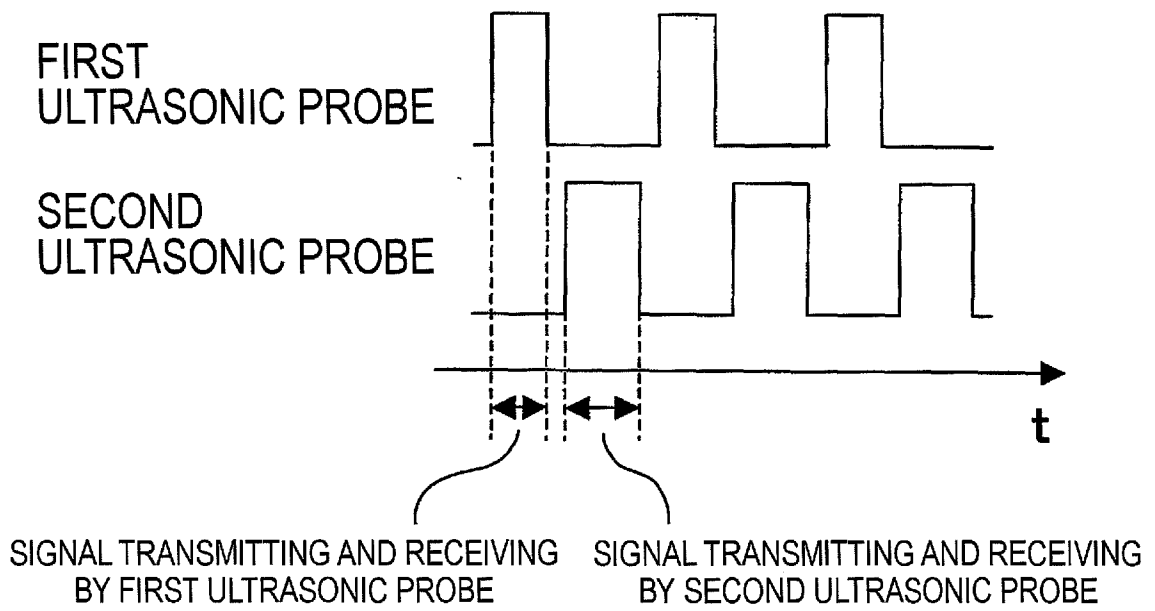 FIRST
ULTRASONIC PROBE
SECOND
ULTRASONIC PROBE
t
SIGNAL TRANSMITTING AND RECEIVING
BY FIRST ULTRASONIC PROBE
SIGNAL TRANSMITTING AND RECEIVING
BY SECOND ULTRASONIC PROBE